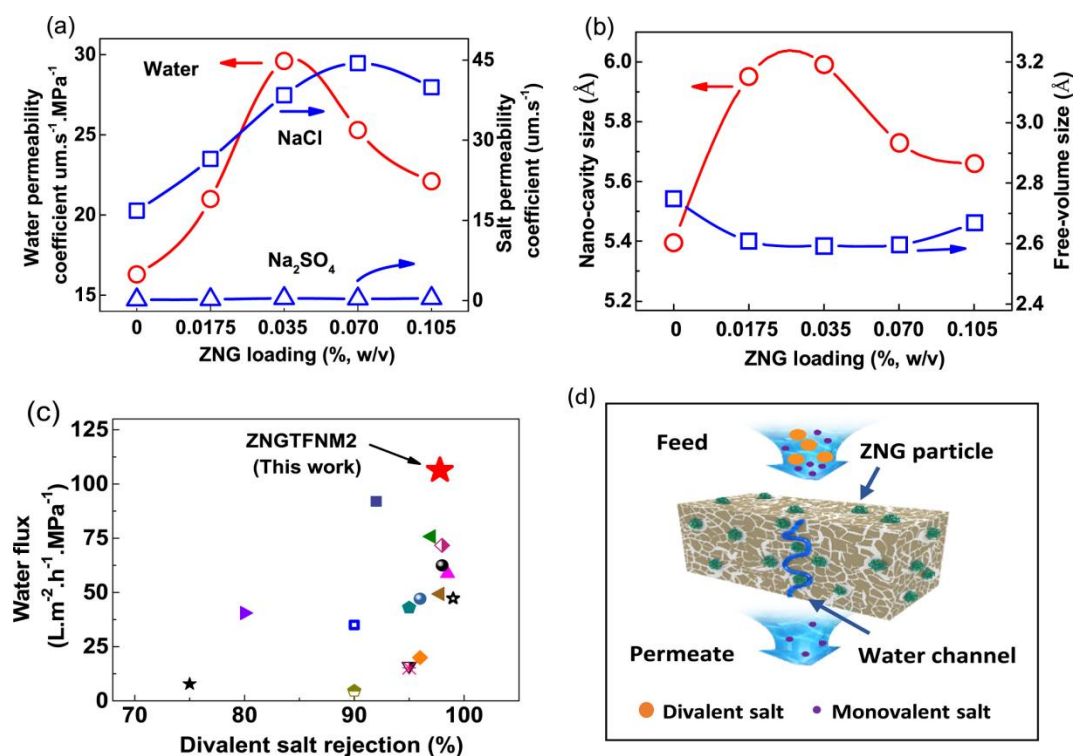 (a)
Water permeability
coefficient um.s⁻¹.MPa⁻¹
30
25
20
15
Water
NaCl
Na₂SO₄
45
30
15
0
Salt permeability
coefficient (um.s⁻¹)
0 0.0175 0.035 0.070 0.105
ZNG loading (%, w/v)
(b)
Nano-cavity size (Å)
6.0
5.8
5.6
5.4
5.2
3.2
3.0
2.8
2.6
2.4
Free-volume size (Å)
0 0.0175 0.035 0.070 0.105
ZNG loading (%, w/v)
(c)
Water flux
(L.m⁻².h⁻¹.MPa⁻¹)
125
100
75
50
25
0
ZNGTFNM2
(This work)
70 80 90 100
Divalent salt rejection (%)
(d)
Feed
ZNG particle
Permeate
Water channel
Divalent salt Monovalent salt